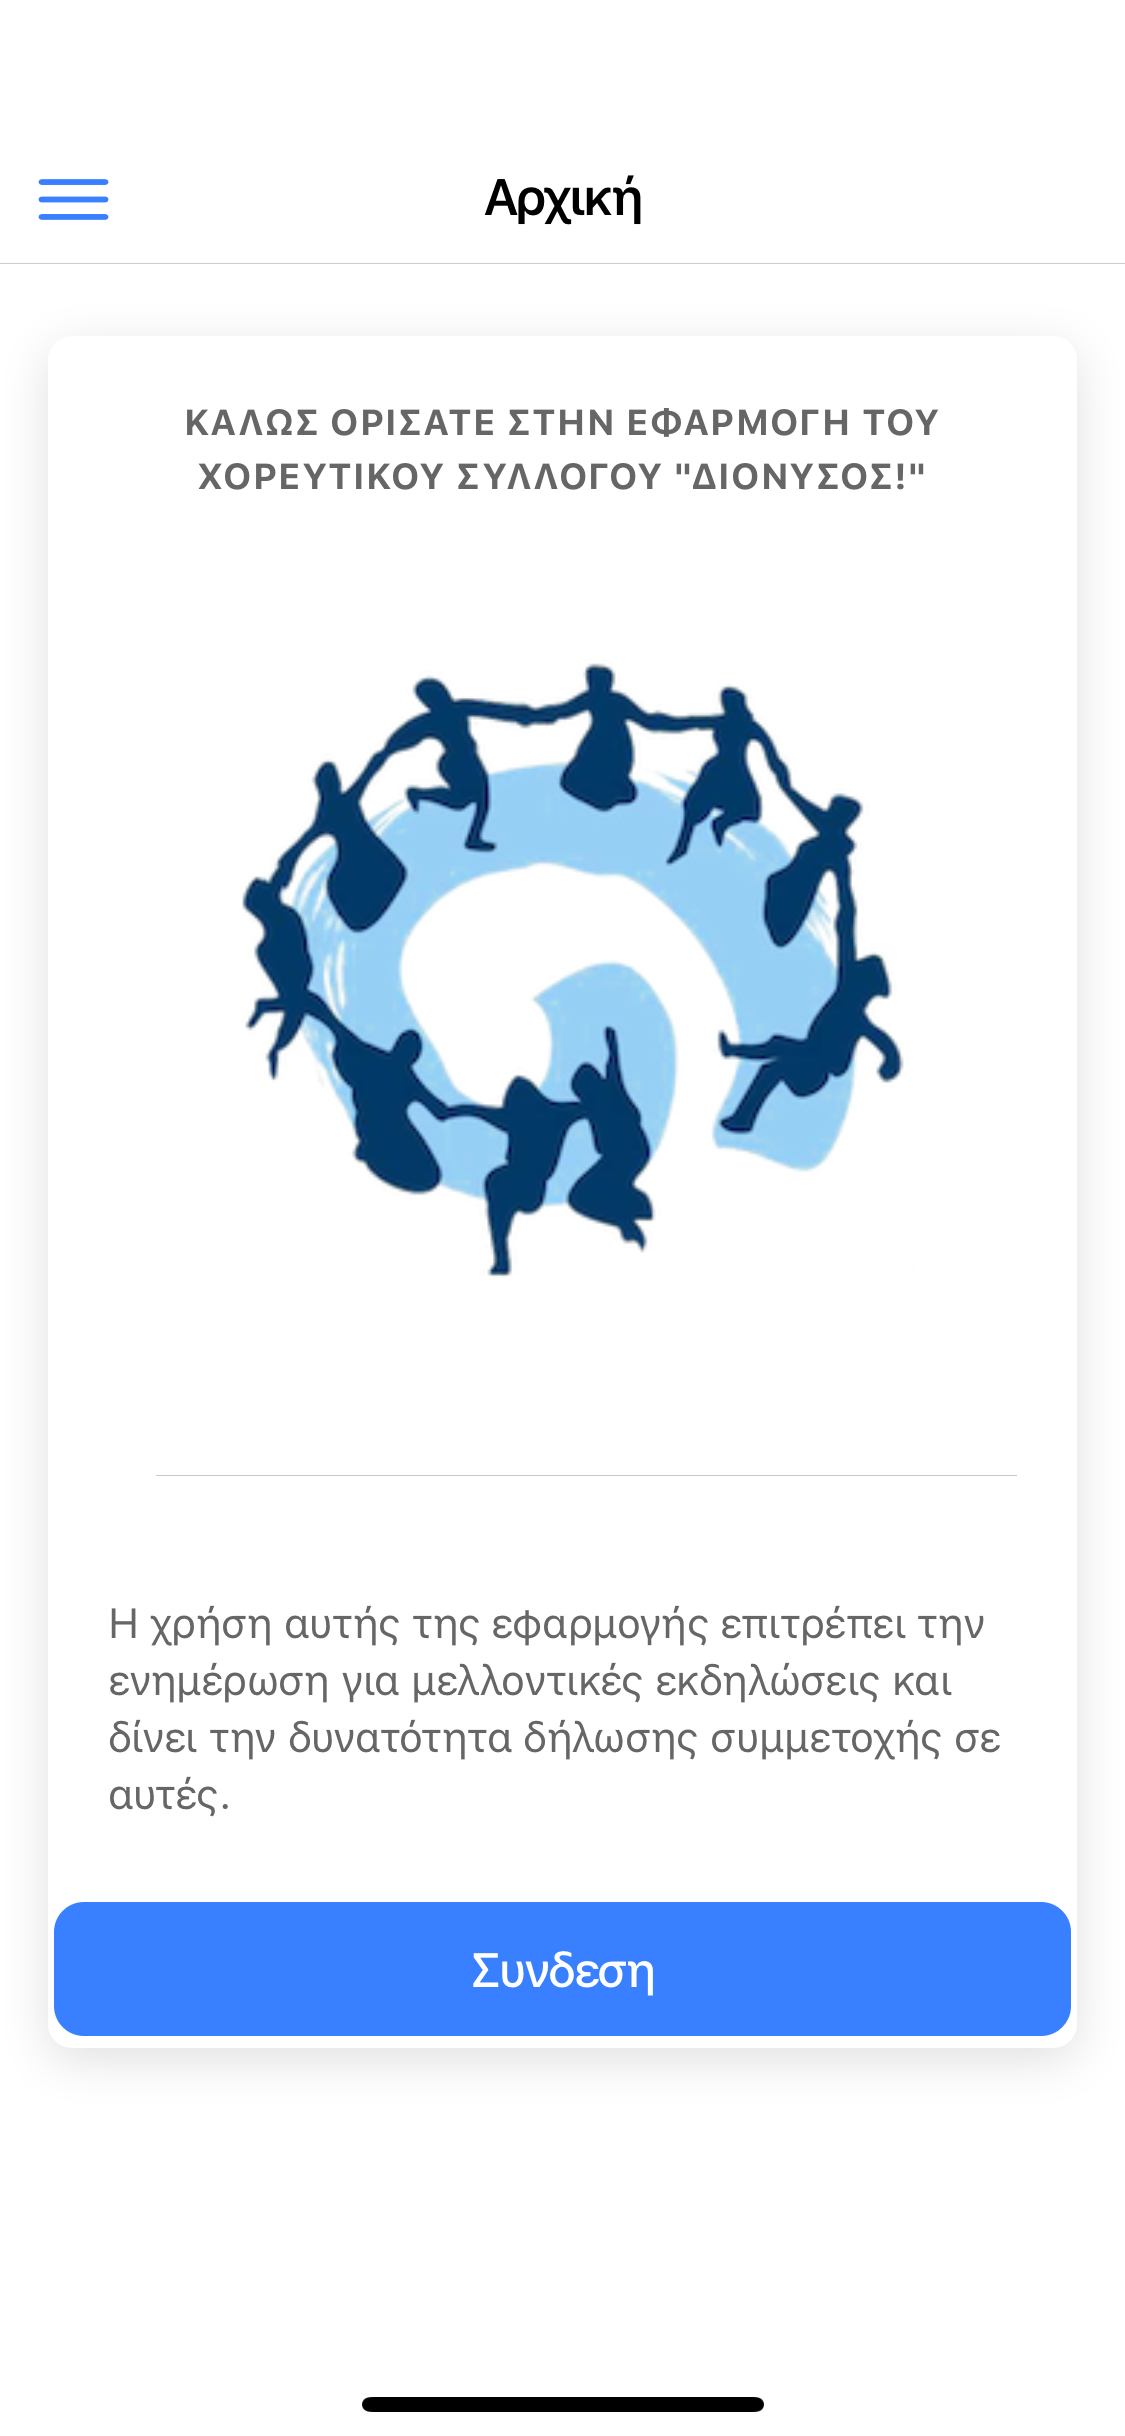 Αρχική
ΚΑΛΩΣ ΟΡΙΣΑΤΕ ΣΤΗΝ ΕΦΑΡΜΟΓΗ ΤΟΥ
ΧΟΡΕΥΤΙΚΟΥ ΣΥΛΛΟΓΟΥ "ΔΙΟΝΥΣΟΣ!"
Η χρήση αυτής της εφαρμογής επιτρέπει την
ενημέρωση για μελλοντικές εκδηλώσεις και
δίνει την δυνατότητα δήλωσης συμμετοχής σε
αυτές.
Συνδεση